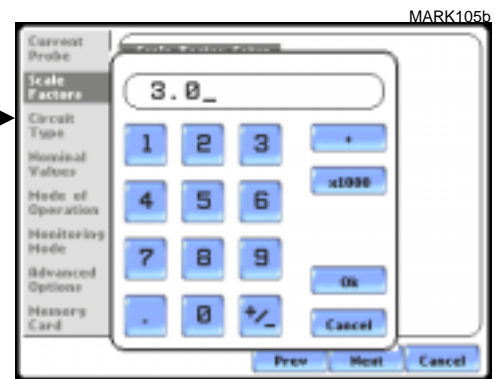 MARK105b
Current
Probe
Scale
Factors
Circuit
Type
Nominal
Values
Mode of
Operation
Monitoring
Mode
Advanced
Options
Memory
Card
3.0_
1 2 3
4 5 6
x1000
7 8 9
. 0 +/_
Ok
Cancel
Prev Next Cancel